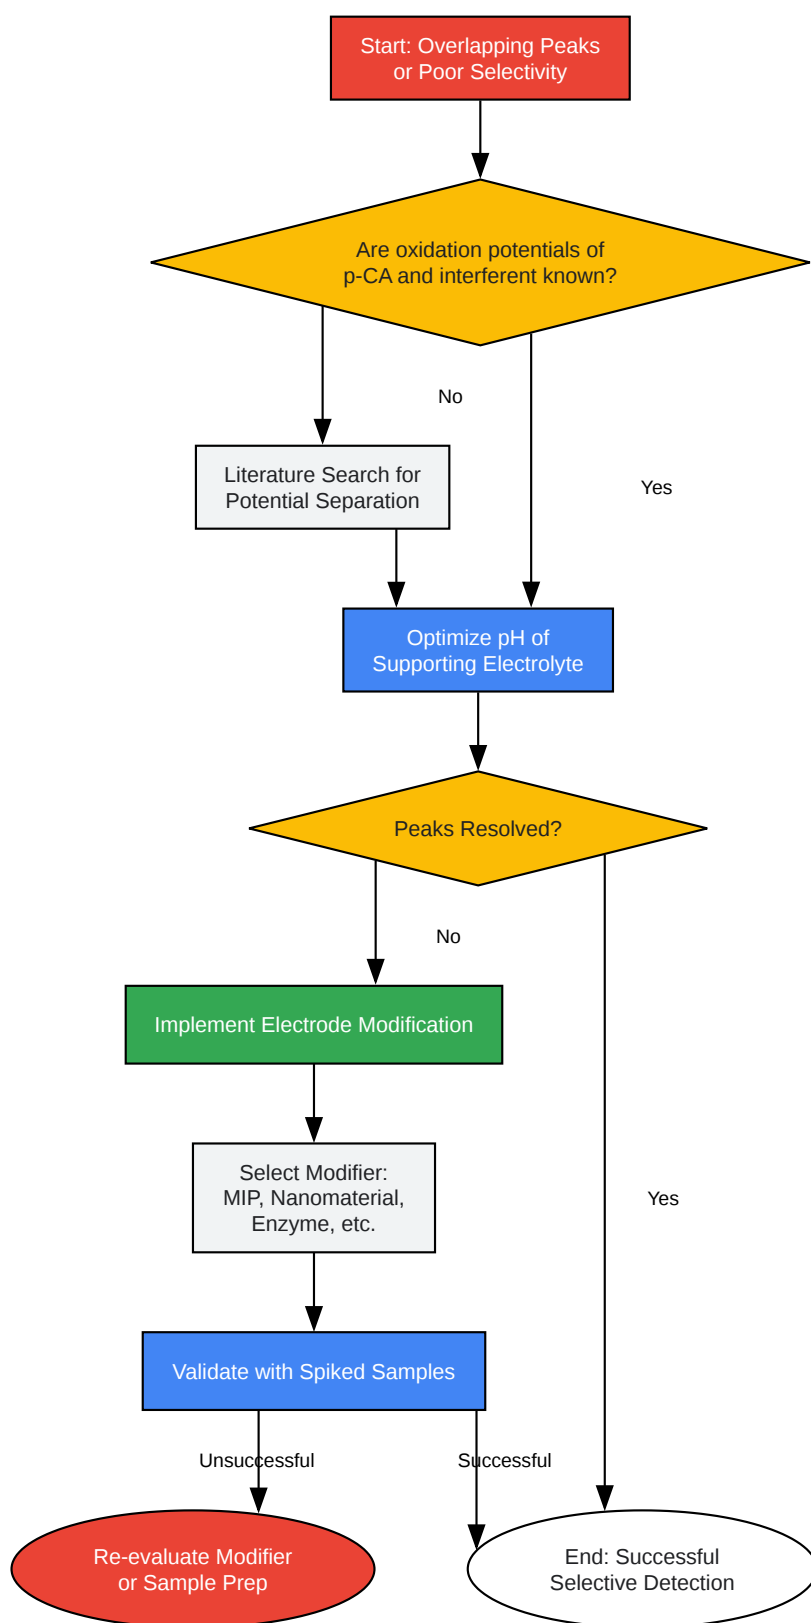 Start: Overlapping Peaks
or Poor Selectivity
Are oxidation potentials of
p-CA and interferent known?
No
Literature Search for
Potential Separation
Yes
Optimize pH of
Supporting Electrolyte
Peaks Resolved?
No
Implement Electrode Modification
Select Modifier:
MIP, Nanomaterial,
Enzyme, etc.
Yes
Validate with Spiked Samples
Unsuccessful
Successful
Re-evaluate Modifier
or Sample Prep
End: Successful
Selective Detection